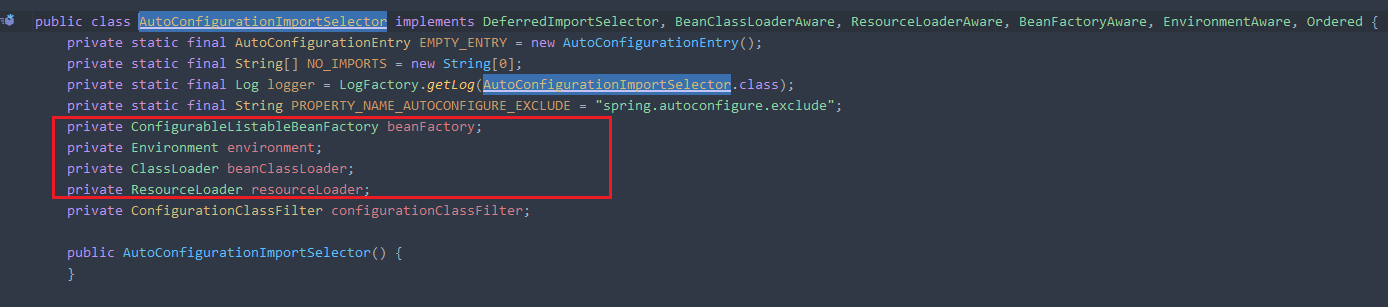 public class AutoConfigurationImportSelector implements DeferredImportSelector, BeanClassLoaderAware, ResourceLoaderAware, BeanFactoryAware, EnvironmentAware, Ordered {
    private static final AutoConfigurationEntry EMPTY_ENTRY = new AutoConfigurationEntry();
    private static final String[] NO_IMPORTS = new String[0];
    private static final Log logger = LogFactory.getLog(AutoConfigurationImportSelector.class);
    private static final String PROPERTY_NAME_AUTOCONFIGURE_EXCLUDE = "spring.autoconfigure.exclude";
    private ConfigurableListableBeanFactory beanFactory;
    private Environment environment;
    private ClassLoader beanClassLoader;
    private ResourceLoader resourceLoader;
    private ConfigurationClassFilter configurationClassFilter;

    public AutoConfigurationImportSelector() {
    }